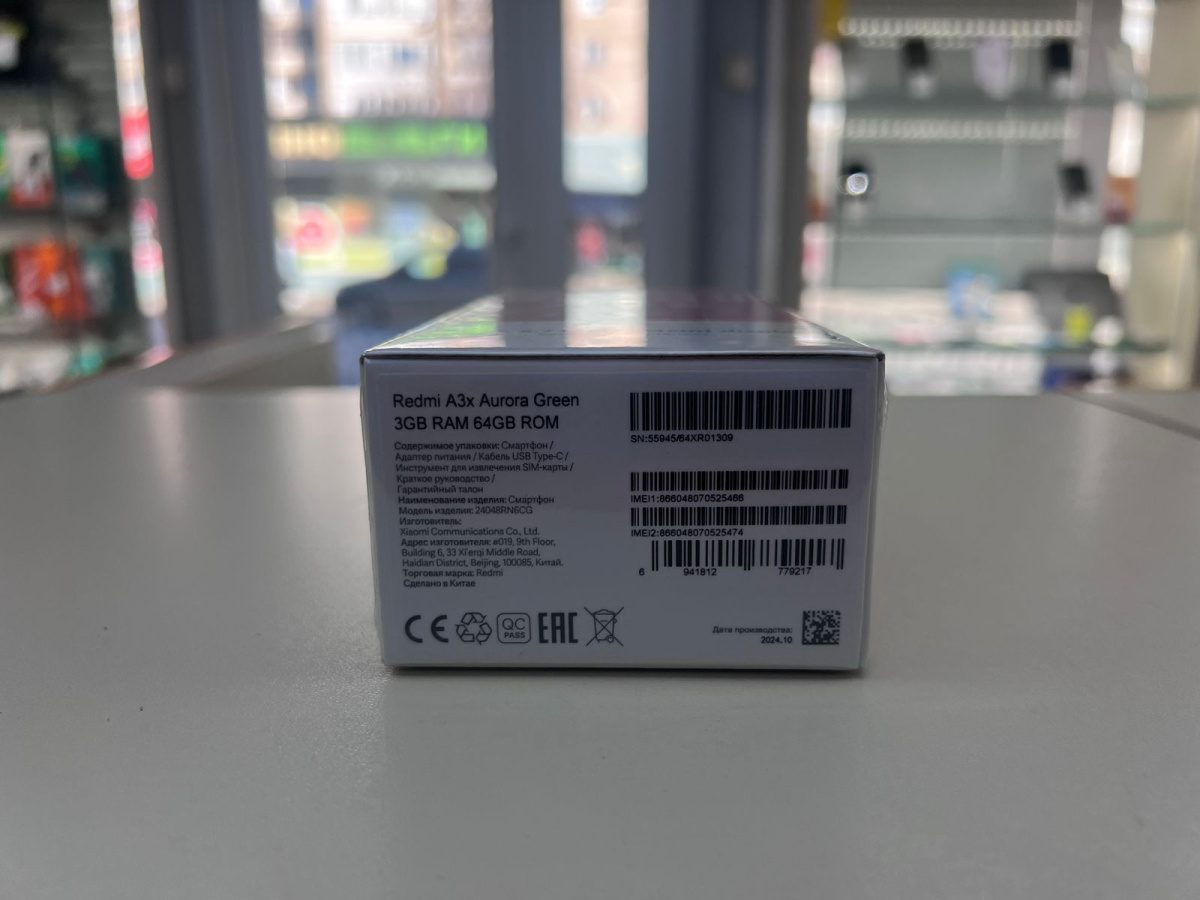 Redmi A3x Aurora Green
3GB RAM 64GB ROM
Содержимое упаковки: Смартфон /
Адаптер питания / Кабель USB Type-C /
Инструмент для извлечения SIM-карты /
Краткое руководство /
Гарантийный талон
Наименование изделия: Смартфон
Модель изделия: 24048RN6CG
Изготовитель:
Xiaomi Communications Co., Ltd.
Адрес изготовителя: #019, 9th Floor,
Building 6, 33 Xi'erqi Middle Road,
Haidian District, Beijing, 100085, Китай.
Торговая марка: Redmi
Сделано в Китае
SN:55945/64XR01309
IMEI1:866048070525466
IMEI2:866048070525474
6 941812 779217
CE
QC
PASS
EAC
Дата производства:
2024.10